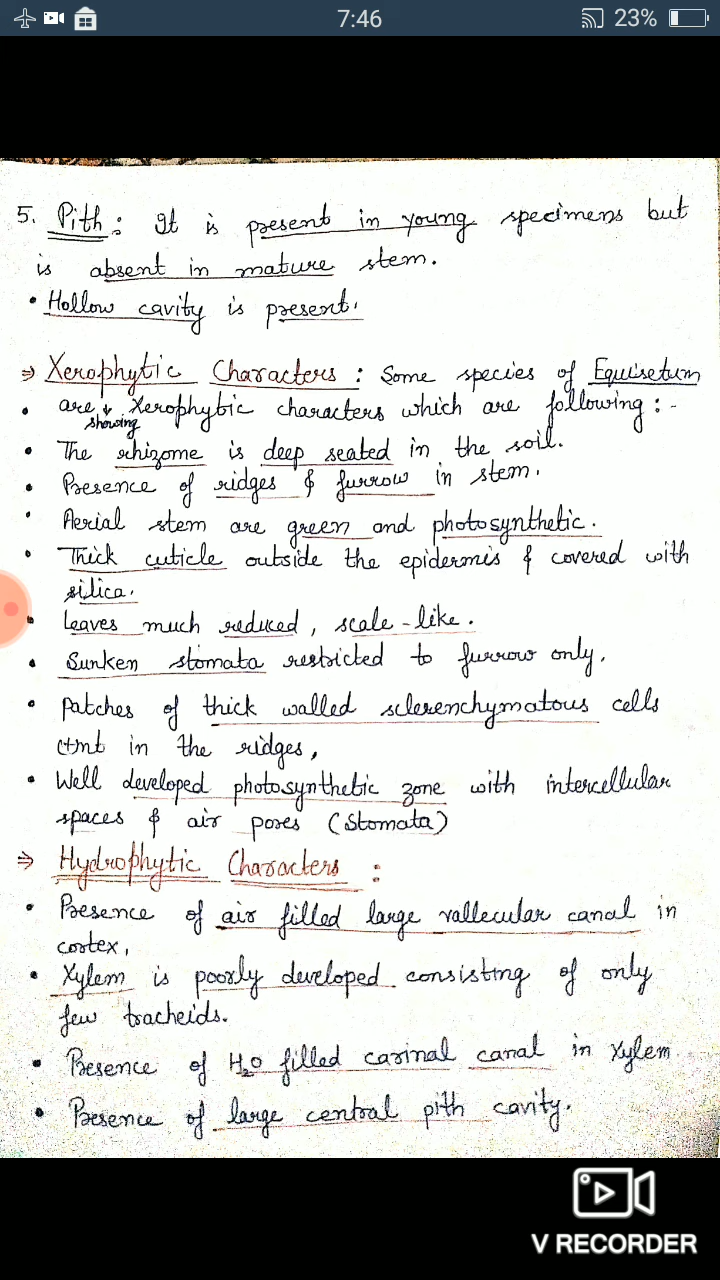 7:46
23%
5. Pith: It is present in young specimens but
is absent in mature stem.
• Hollow cavity is present.
⇒ Xerophytic Characters : Some species of Equisetum
• are showing Xerophytic characters which are following : -
• The rhizome is deep seated in the soil.
• Presence of ridges & furrow in stem.
• Aerial stem are green and photosynthetic.
• Thick cuticle outside the epidermis & covered with
silica.
• Leaves much reduced, scale-like.
• Sunken stomata restricted to furrow only.
• Patches of thick walled sclerenchymatous cells
in the ridges,
• Well developed photosynthetic zone with intercellular
spaces & air pores (Stomata)
⇒ Hydrophytic Characters :
• Presence of air filled large vallecular canal in
cortex,
• Xylem is poorly developed consisting of only
few tracheids.
• Presence of H2O filled carinal canal in Xylem
• Presence of large central pith cavity.
V RECORDER